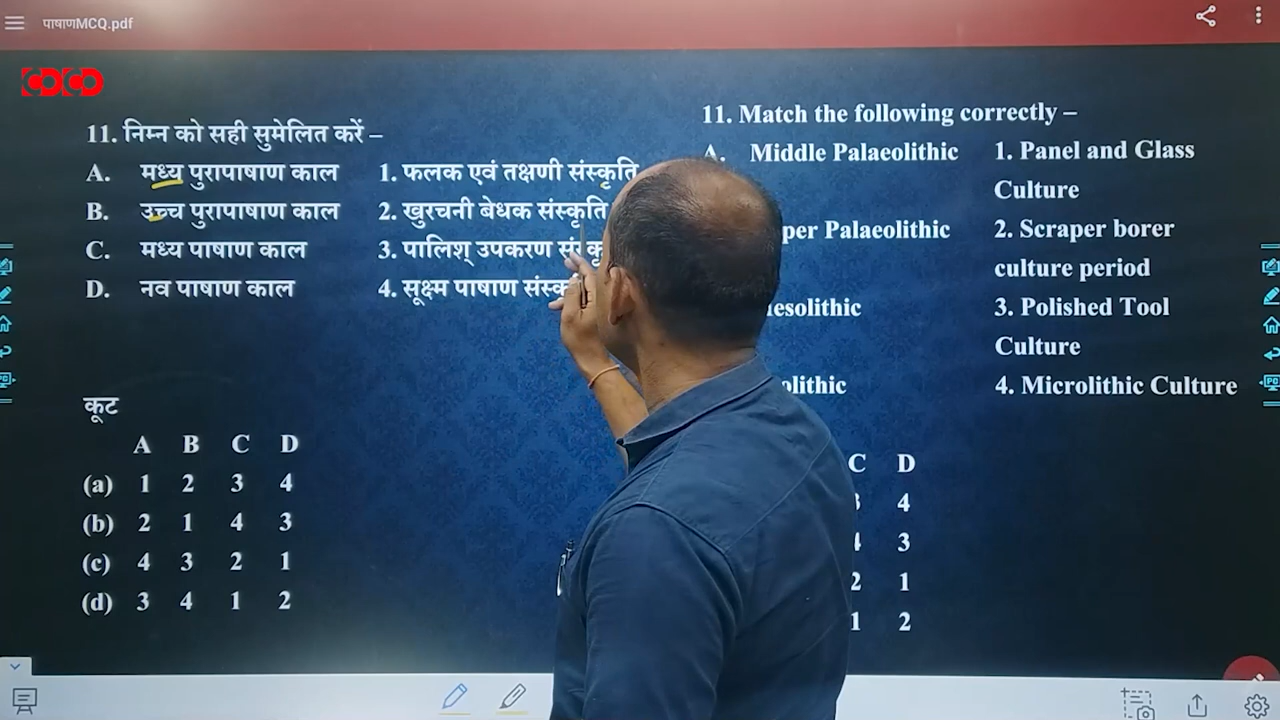 पाषाणMCQ.pdf
COCO
11. निम्न को सही सुमेलित करें –
A. मध्य पुरापाषाण काल 1. फलक एवं तक्षणी संस्कृति
B. उच्च पुरापाषाण काल 2. खुरचनी बेधक संस्कृति
C. मध्य पाषाण काल 3. पालिश् उपकरण
D. नव पाषाण काल 4. सूक्ष्म पाषाण
कूट
A B C D
(a) 1 2 3 4
(b) 2 1 4 3
(c) 4 3 2 1
(d) 3 4 1 2
11. Match the following correctly –
A. Middle Palaeolithic 1. Panel and Glass
Culture
Palaeolithic 2. Scraper borer
culture period
3. Polished Tool
Culture
4. Microlithic Culture
C D
4
3
2 1
1 2